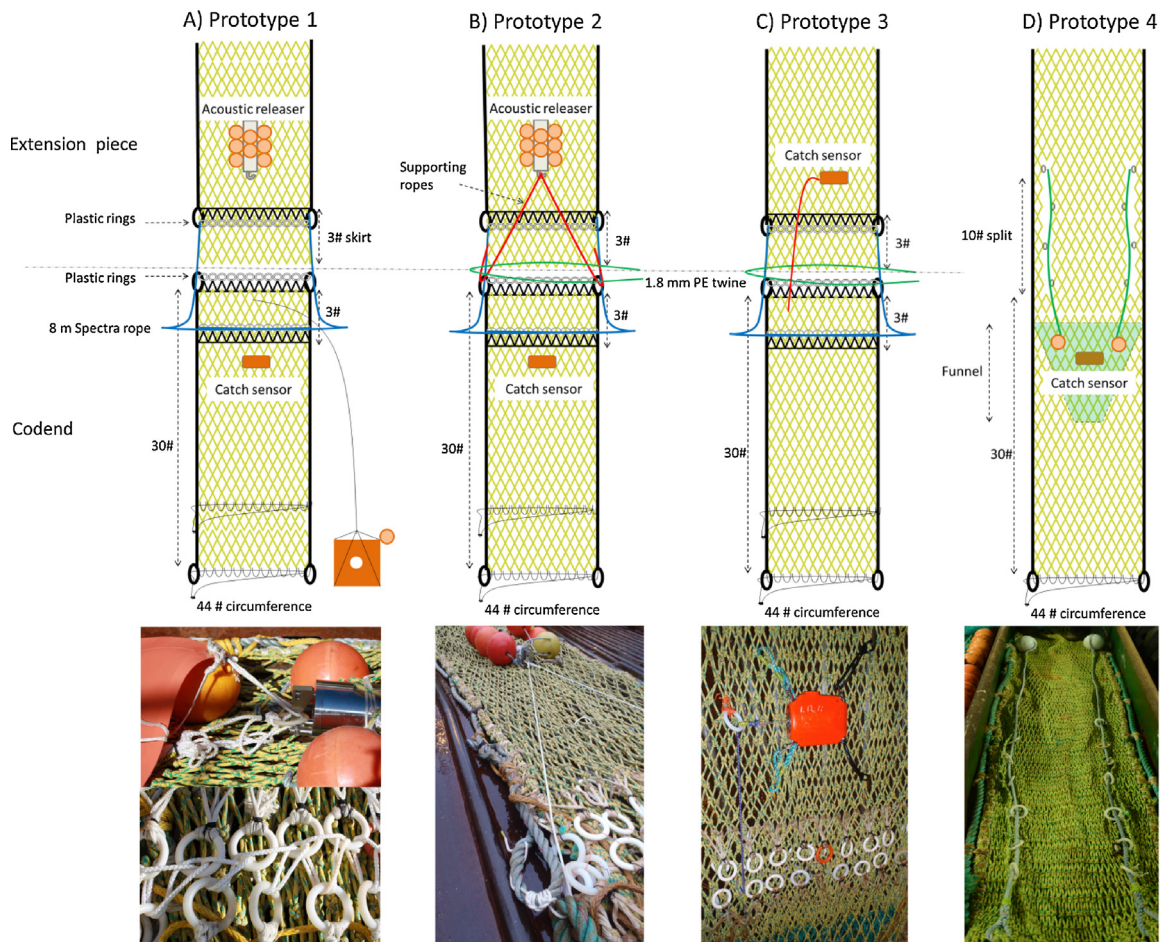 A) Prototype 1
B) Prototype 2
C) Prototype 3
D) Prototype 4
Acoustic releaser
Acoustic releaser
Extension piece
Catch sensor
Supporting
ropes
Plastic rings
3# skirt
3#
3#
10# split
Plastic rings
1.8 mm PE twine
8 m Spectra rope
3#
3#
3#
Funnel
Catch sensor
Catch sensor
Catch sensor
Codend
30#
30#
30#
30#
44 # circumference
44 # circumference
44 # circumference
44 # circumference